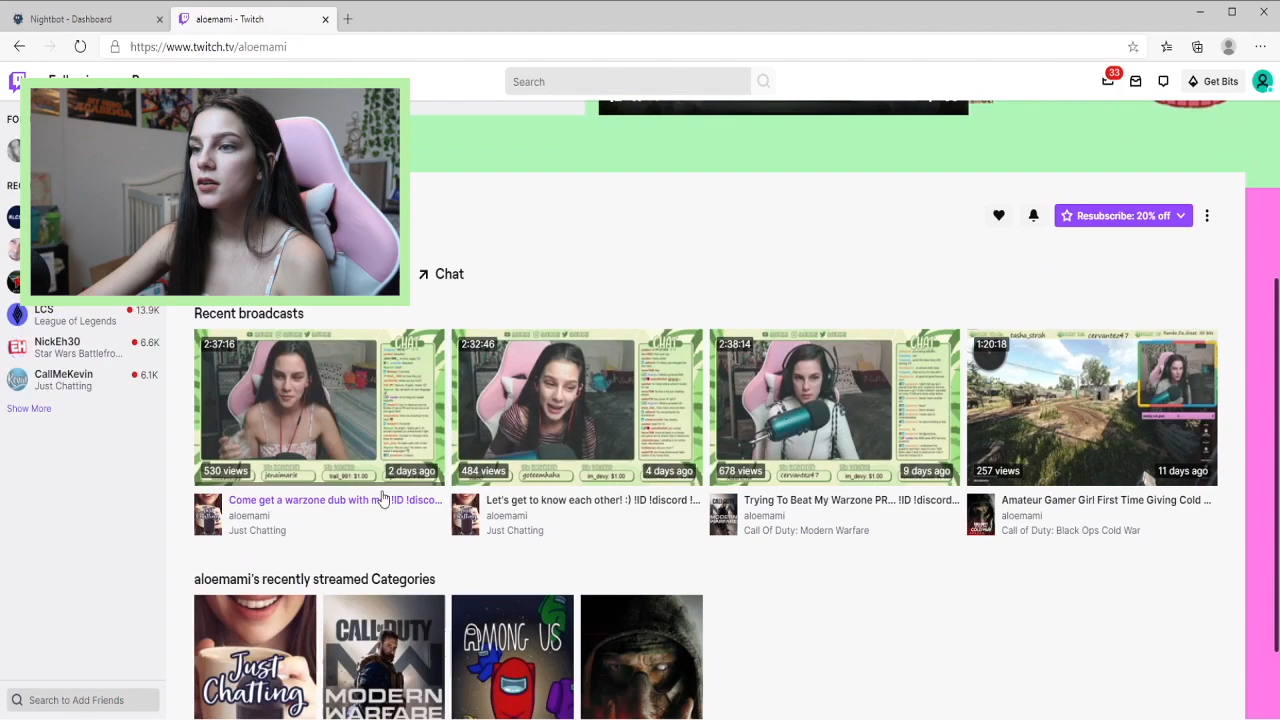 Nightbot - Dashboard
aloemami - Twitch
https://www.twitch.tv/aloemami
Search
33
Get Bits
Resubscribe: 20% off
Chat
LCS
13.9K
League of Legends
NickEh30
6.6K
Star Wars Battlefro...
CaliMeKevin
6.1K
Just Chatting
Show More
Search to Add Friends
Recent broadcasts
2:37:16
CHAT
530 views
2 days ago
Come get a warzone dub with m !ID !disco...
aloemami
Just Chatting
2:32:46
CHAT
484 views
4 days ago
Let's get to know each other! :) !ID !discord !...
aloemami
Just Chatting
2:38:14
CHAT
678 views
9 days ago
Trying To Beat My Warzone PR... !ID !discord...
aloemami
Call Of Duty: Modern Warfare
1:20:18
cervantez47
257 views
11 days ago
Amateur Gamer Girl First Time Giving Cold ...
aloemami
Call of Duty: Black Ops Cold War
aloemami's recently streamed Categories
Just
Chatting
CALL OF DUTY
MODERN
WARFARE
AMONG US